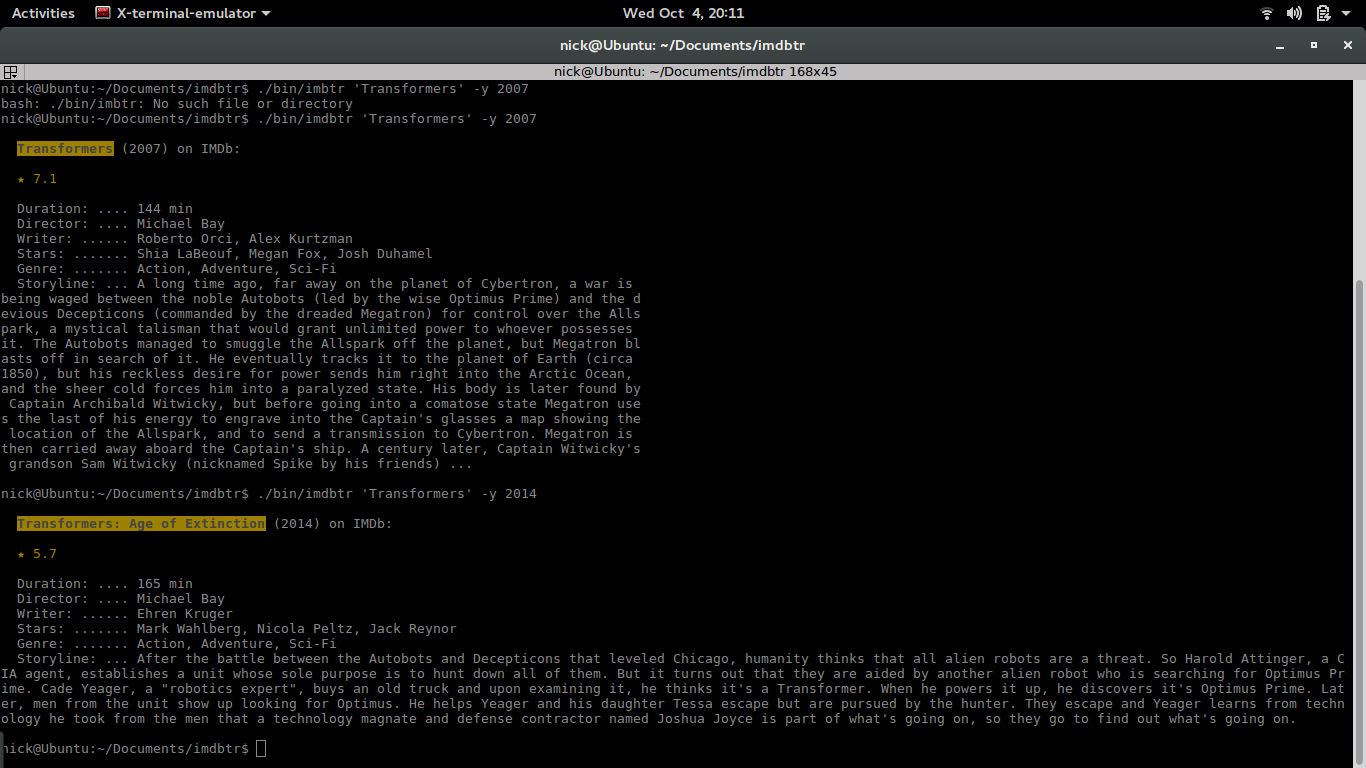 Activities X-terminal-emulator Wed Oct 4, 20:11
nick@Ubuntu: ~/Documents/imdbtr
nick@Ubuntu: ~/Documents/imdbtr 168x45
nick@Ubuntu:~/Documents/imdbtr$ ./bin/imbtr 'Transformers' -y 2007
bash: ./bin/imbtr: No such file or directory
nick@Ubuntu:~/Documents/imdbtr$ ./bin/imdbtr 'Transformers' -y 2007
Transformers (2007) on IMDb:
★ 7.1
Duration: .... 144 min
Director: .... Michael Bay
Writer: ...... Roberto Orci, Alex Kurtzman
Stars: ....... Shia LaBeouf, Megan Fox, Josh Duhamel
Genre: ....... Action, Adventure, Sci-Fi
Storyline: ... A long time ago, far away on the planet of Cybertron, a war is
being waged between the noble Autobots (led by the wise Optimus Prime) and the d
evious Decepticons (commanded by the dreaded Megatron) for control over the Alls
park, a mystical talisman that would grant unlimited power to whoever possesses
it. The Autobots managed to smuggle the Allspark off the planet, but Megatron bl
asts off in search of it. He eventually tracks it to the planet of Earth (circa
1850), but his reckless desire for power sends him right into the Arctic Ocean,
and the sheer cold forces him into a paralyzed state. His body is later found by
Captain Archibald Witwicky, but before going into a comatose state Megatron use
s the last of his energy to engrave into the Captain's glasses a map showing the
location of the Allspark, and to send a transmission to Cybertron. Megatron is
then carried away aboard the Captain's ship. A century later, Captain Witwicky's
grandson Sam Witwicky (nicknamed Spike by his friends) ...
nick@Ubuntu:~/Documents/imdbtr$ ./bin/imdbtr 'Transformers' -y 2014
Transformers: Age of Extinction (2014) on IMDb:
★ 5.7
Duration: .... 165 min
Director: .... Michael Bay
Writer: ...... Ehren Kruger
Stars: ....... Mark Wahlberg, Nicola Peltz, Jack Reynor
Genre: ....... Action, Adventure, Sci-Fi
Storyline: ... After the battle between the Autobots and Decepticons that leveled Chicago, humanity thinks that all alien robots are a threat. So Harold Attinger, a C
IA agent, establishes a unit whose sole purpose is to hunt down all of them. But it turns out that they are aided by another alien robot who is searching for Optimus Pr
ime. Cade Yeager, a "robotics expert", buys an old truck and upon examining it, he thinks it's a Transformer. When he powers it up, he discovers it's Optimus Prime. Lat
er, men from the unit show up looking for Optimus. He helps Yeager and his daughter Tessa escape but are pursued by the hunter. They escape and Yeager learns from techn
ology he took from the men that a technology magnate and defense contractor named Joshua Joyce is part of what's going on, so they go to find out what's going on.
nick@Ubuntu:~/Documents/imdbtr$